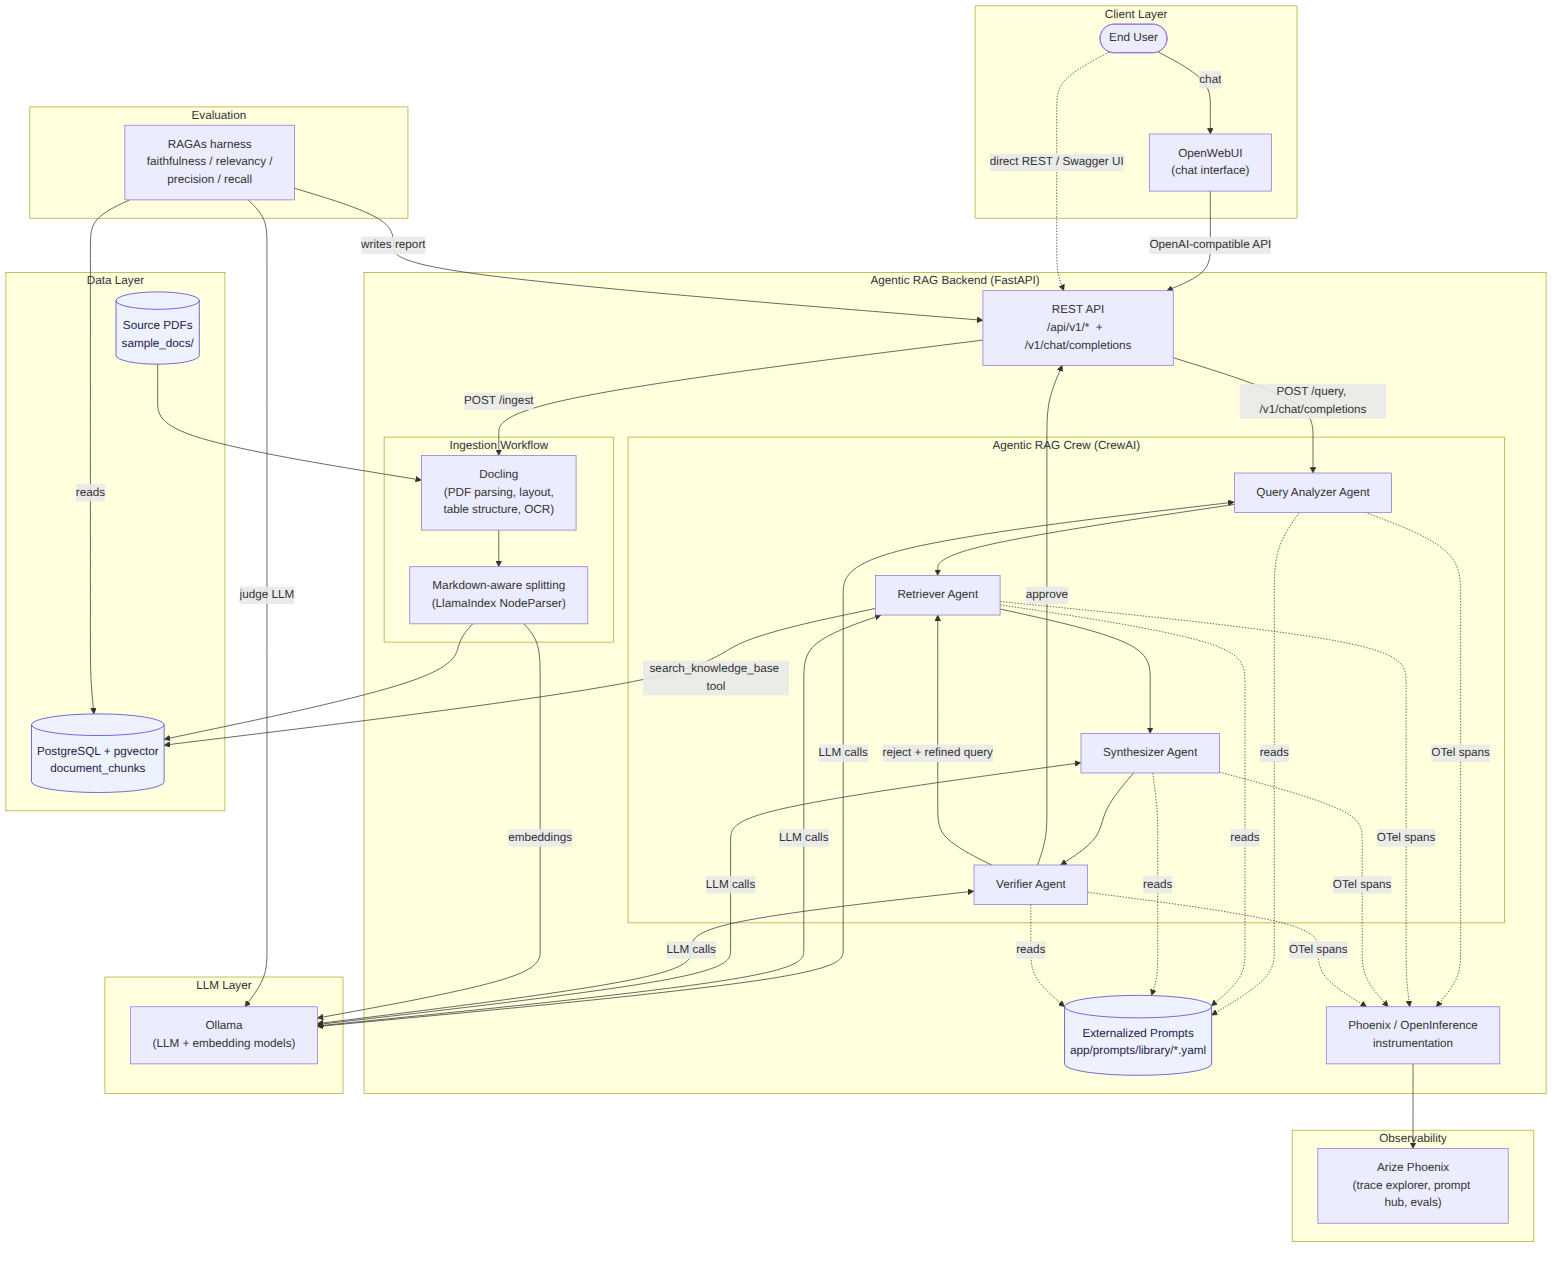 Client Layer
End User
chat
direct REST / Swagger UI
OpenWebUI
(chat interface)
OpenAI-compatible API
Evaluation
RAGAs harness
faithfulness / relevancy /
precision / recall
writes report
reads
judge LLM
Data Layer
Source PDFs
sample_docs/
PostgreSQL + pgvector
document_chunks
Agentic RAG Backend (FastAPI)
REST API
/api/v1/* +
/v1/chat/completions
POST /ingest
POST /query,
/v1/chat/completions
Ingestion Workflow
Docling
(PDF parsing, layout,
table structure, OCR)
Markdown-aware splitting
(LlamaIndex NodeParser)
embeddings
Agentic RAG Crew (CrewAI)
Query Analyzer Agent
Retriever Agent
approve
search_knowledge_base
tool
LLM calls
reject + refined query
Synthesizer Agent
reads
OTel spans
LLM calls
reads
OTel spans
LLM calls
Verifier Agent
reads
OTel spans
LLM calls
reads
OTel spans
LLM Layer
Ollama
(LLM + embedding models)
Externalized Prompts
app/prompts/library/*.yaml
Phoenix / OpenInference
instrumentation
Observability
Arize Phoenix
(trace explorer, prompt
hub, evals)